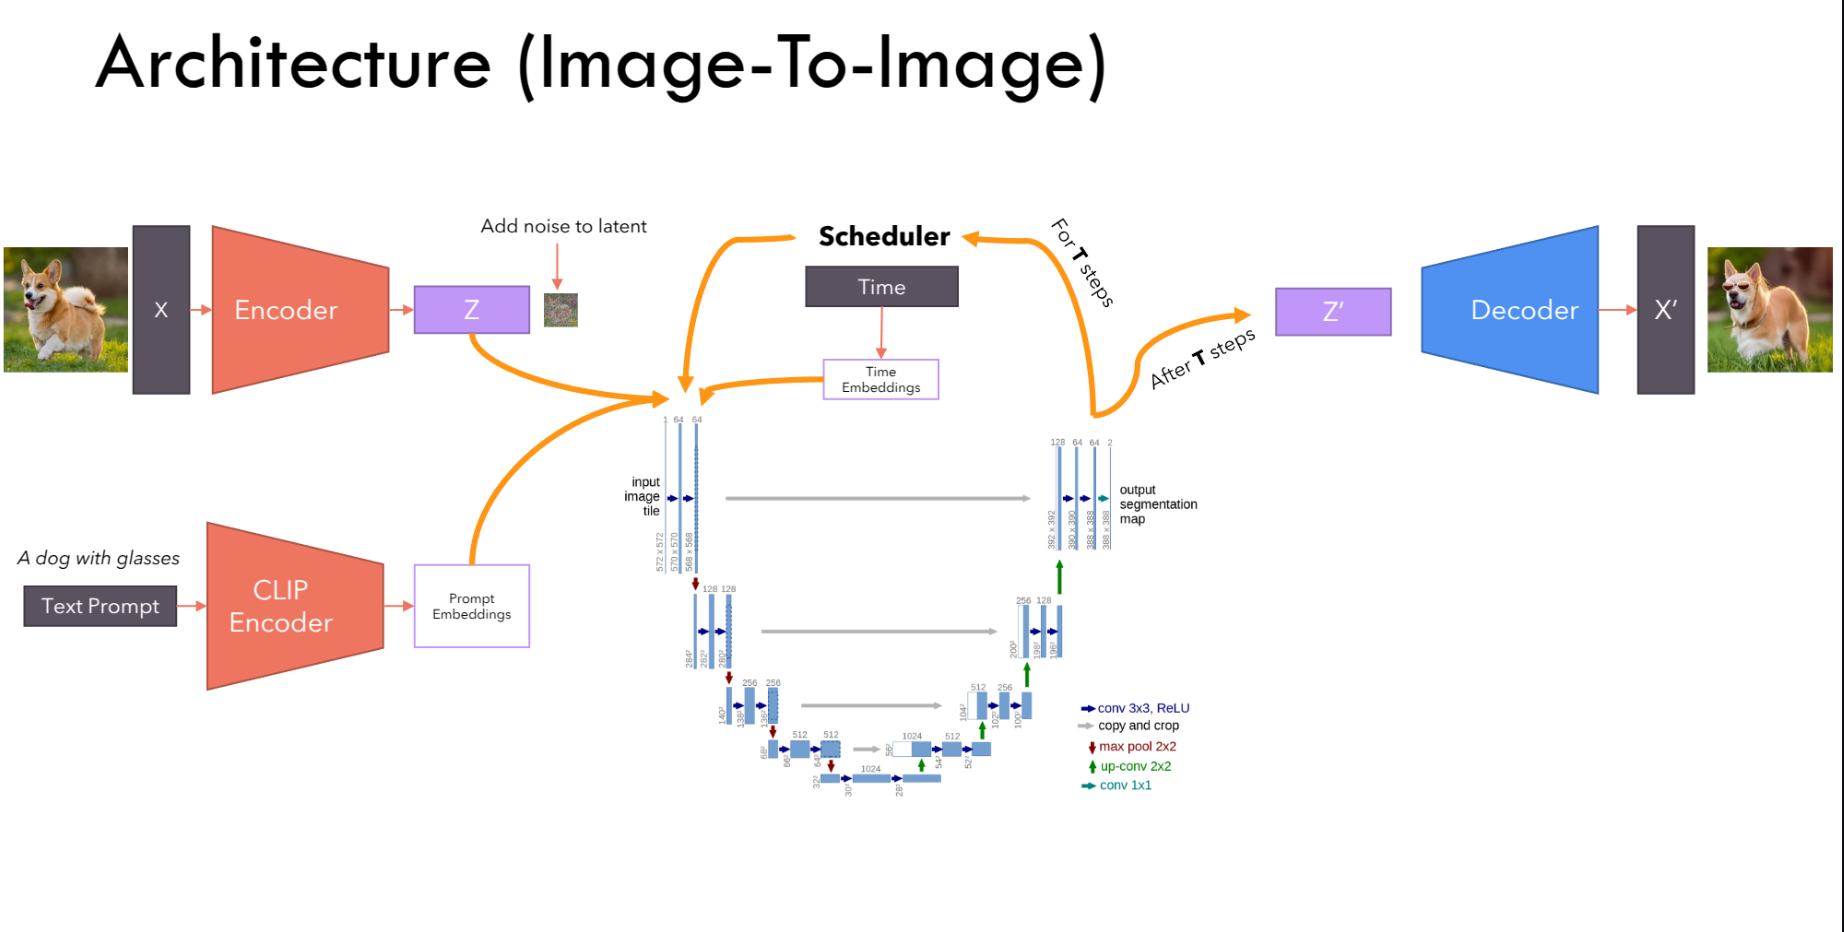 Architecture (Image-To-Image)
Add noise to latent
Scheduler
For T steps
X
Encoder
Z
Time
After T steps
Z'
Decoder
X'
Time
Embeddings
A dog with glasses
Text Prompt
CLIP
Encoder
Prompt
Embeddings
1 64 64
input
image
tile
572 x 572
570 x 570
568 x 568
128 64 64 2
output
segmentation
map
392 x 392
390 x 390
388 x 388
388 x 388
128 128
284²
282²
280²
256 128
200²
198²
196²
256 256
140²
138²
136²
512 256
104²
102²
100²
512 512
68²
66²
64²
1024 512
56²
54²
52²
1024
32²
30²
28²
conv 3x3, ReLU
copy and crop
max pool 2x2
up-conv 2x2
conv 1x1